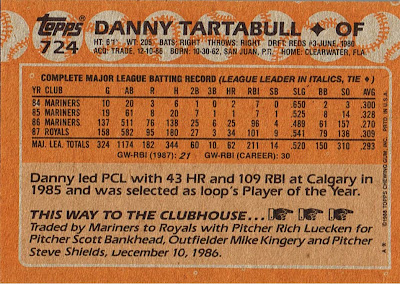 Topps DANNY TARTABULL ✦ OF
724 HT: 6'1" WT: 205 BATS: RIGHT THROWS: RIGHT DRFT: REDS #3-JUNE, 1980
ACQ: TRADE, 12-10-86 BORN: 10-30-62, SAN JUAN, P.R. HOME: CLEARWATER, FLA
COMPLETE MAJOR LEAGUE BATTING RECORD (LEAGUE LEADER IN ITALICS, TIE ✦)
YR CLUB G AB R H 2B 3B HR RBI SB SLG BB SO AVG
84 MARINERS 10 20 3 6 1 0 2 7 0 .650 2 3 .300
85 MARINERS 19 61 8 20 7 1 1 7 1 .525 8 14 .328
86 MARINERS 137 511 76 138 25 6 25 96 4 .489 61 157 .270
87 ROYALS 158 582 95 180 27 3 34 101 9 .541 79 136 .309
MAJ. LEA. TOTALS 324 1174 182 344 60 10 62 211 14 .520 150 310 .293
GW-RBI (1987): 21 GW-RBI (CAREER): 30
Danny led PCL with 43 HR and 109 RBI at Calgary in
1985 and was selected as loop's Player of the Year.
THIS WAY TO THE CLUBHOUSE...
Traded by Mariners to Royals with Pitcher Rich Luecken for
Pitcher Scott Bankhead, Outfielder Mike Kingery and Pitcher
Steve Shields, December 10, 1986.
©1988 TOPPS CHEWING GUM, INC. PRTD. IN U.S.A.